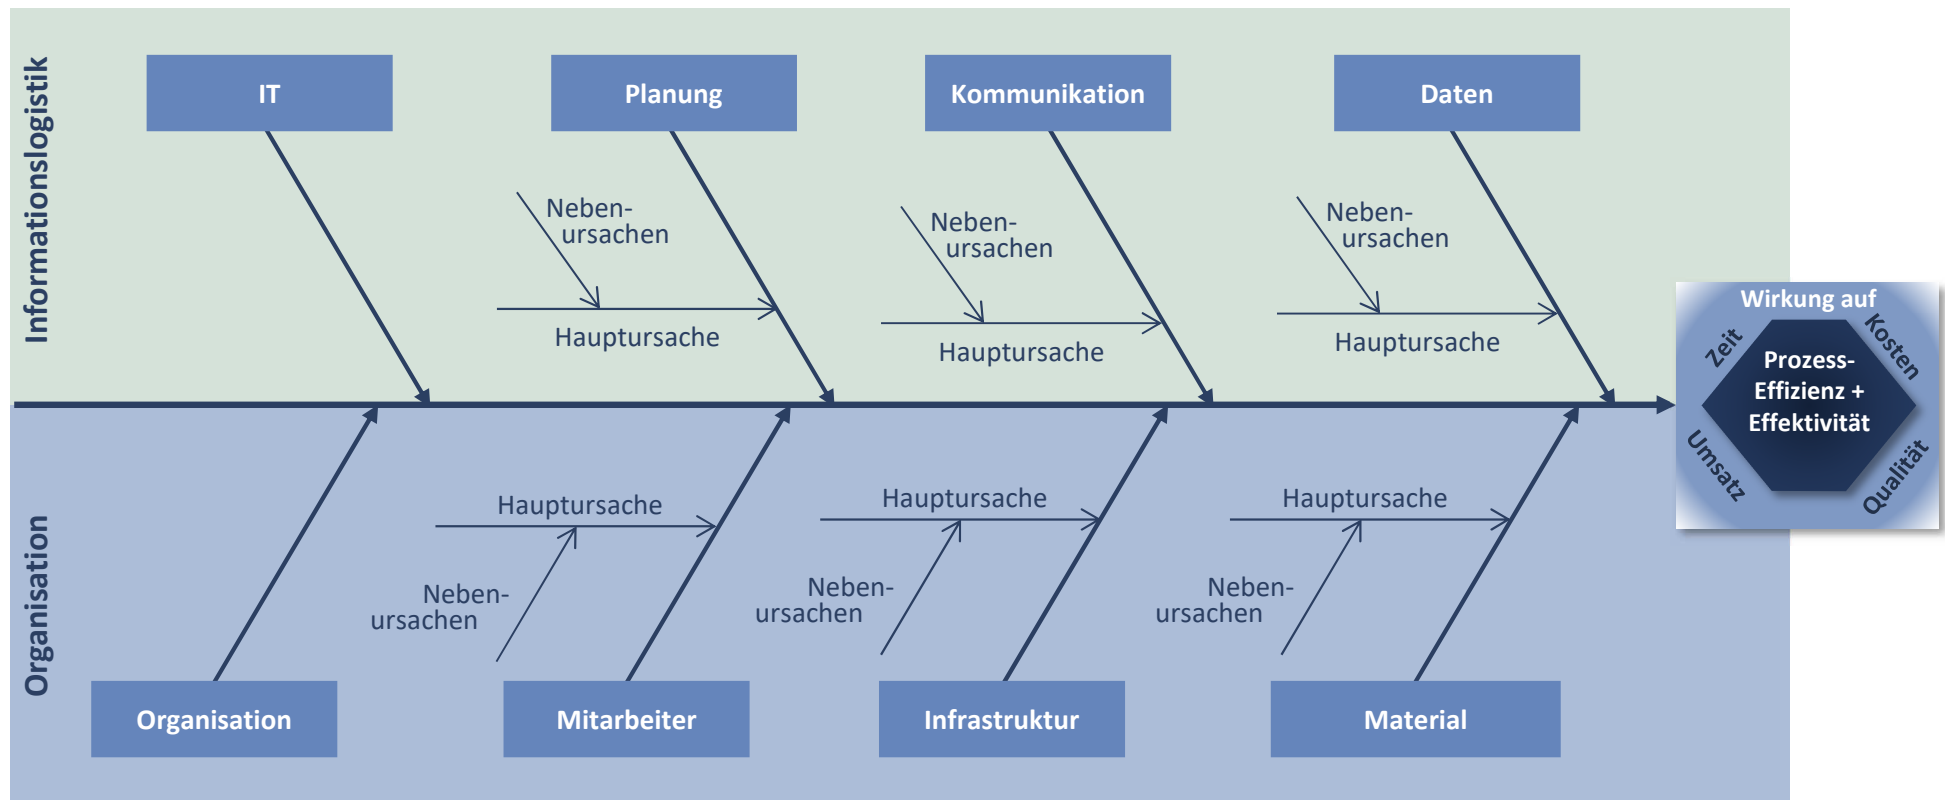 Informationslogistik
IT
Planung
Kommunikation
Daten
Neben-
ursachen
Hauptursache
Neben-
ursachen
Hauptursache
Neben-
ursachen
Hauptursache
Wirkung auf
Zeit
Kosten
Prozess-
Effizienz +
Effektivität
Umsatz
Qualität
Organisation
Hauptursache
Neben-
ursachen
Hauptursache
Neben-
ursachen
Hauptursache
Neben-
ursachen
Organisation
Mitarbeiter
Infrastruktur
Material